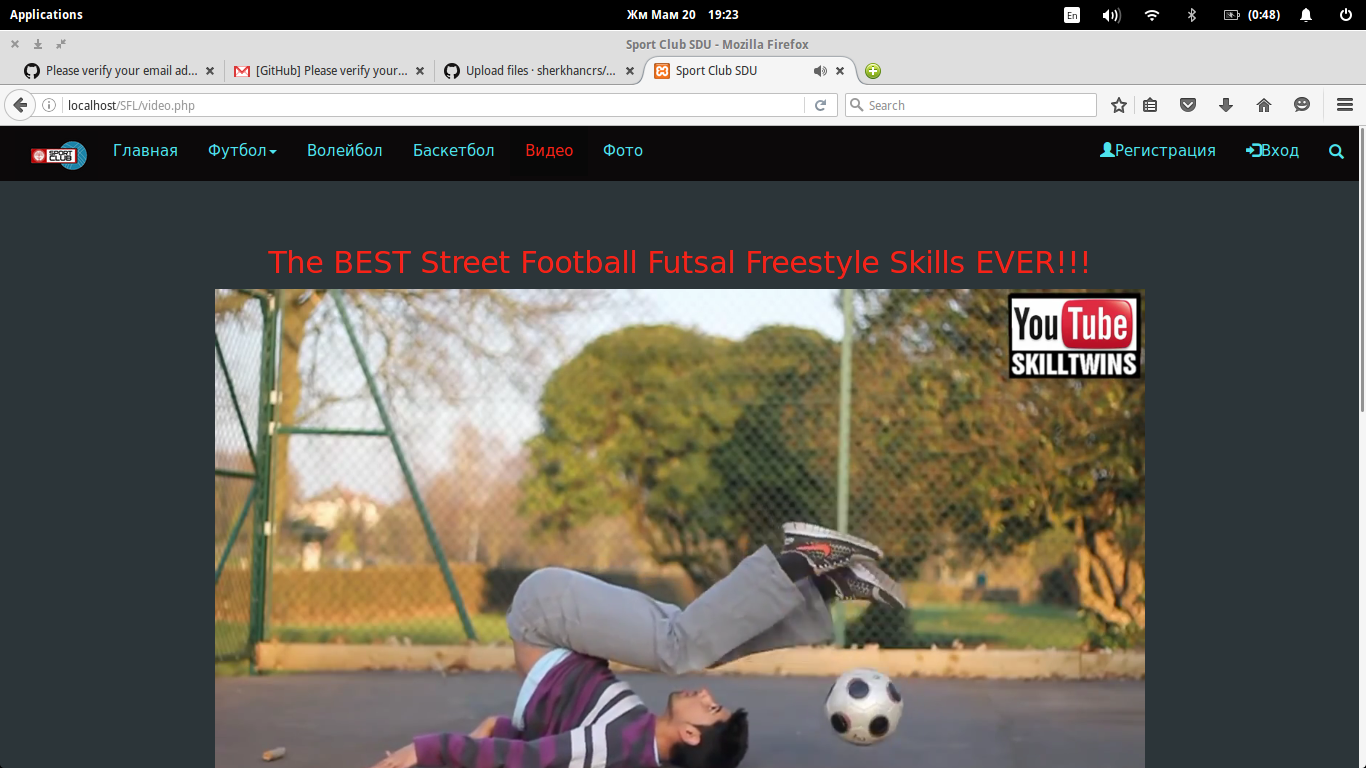 Applications
Жм Мам 20 19:23
En
(0:48)
Sport Club SDU - Mozilla Firefox
Please verify your email ad...
[GitHub] Please verify your...
Upload files · sherkhancrs/...
Sport Club SDU
localhost/SFL/video.php
Search
SPORT CLUB
Главная
Футбол
Волейбол
Баскетбол
Видео
Фото
Регистрация
Вход
The BEST Street Football Futsal Freestyle Skills EVER!!!
YouTube
SKILLTWINS